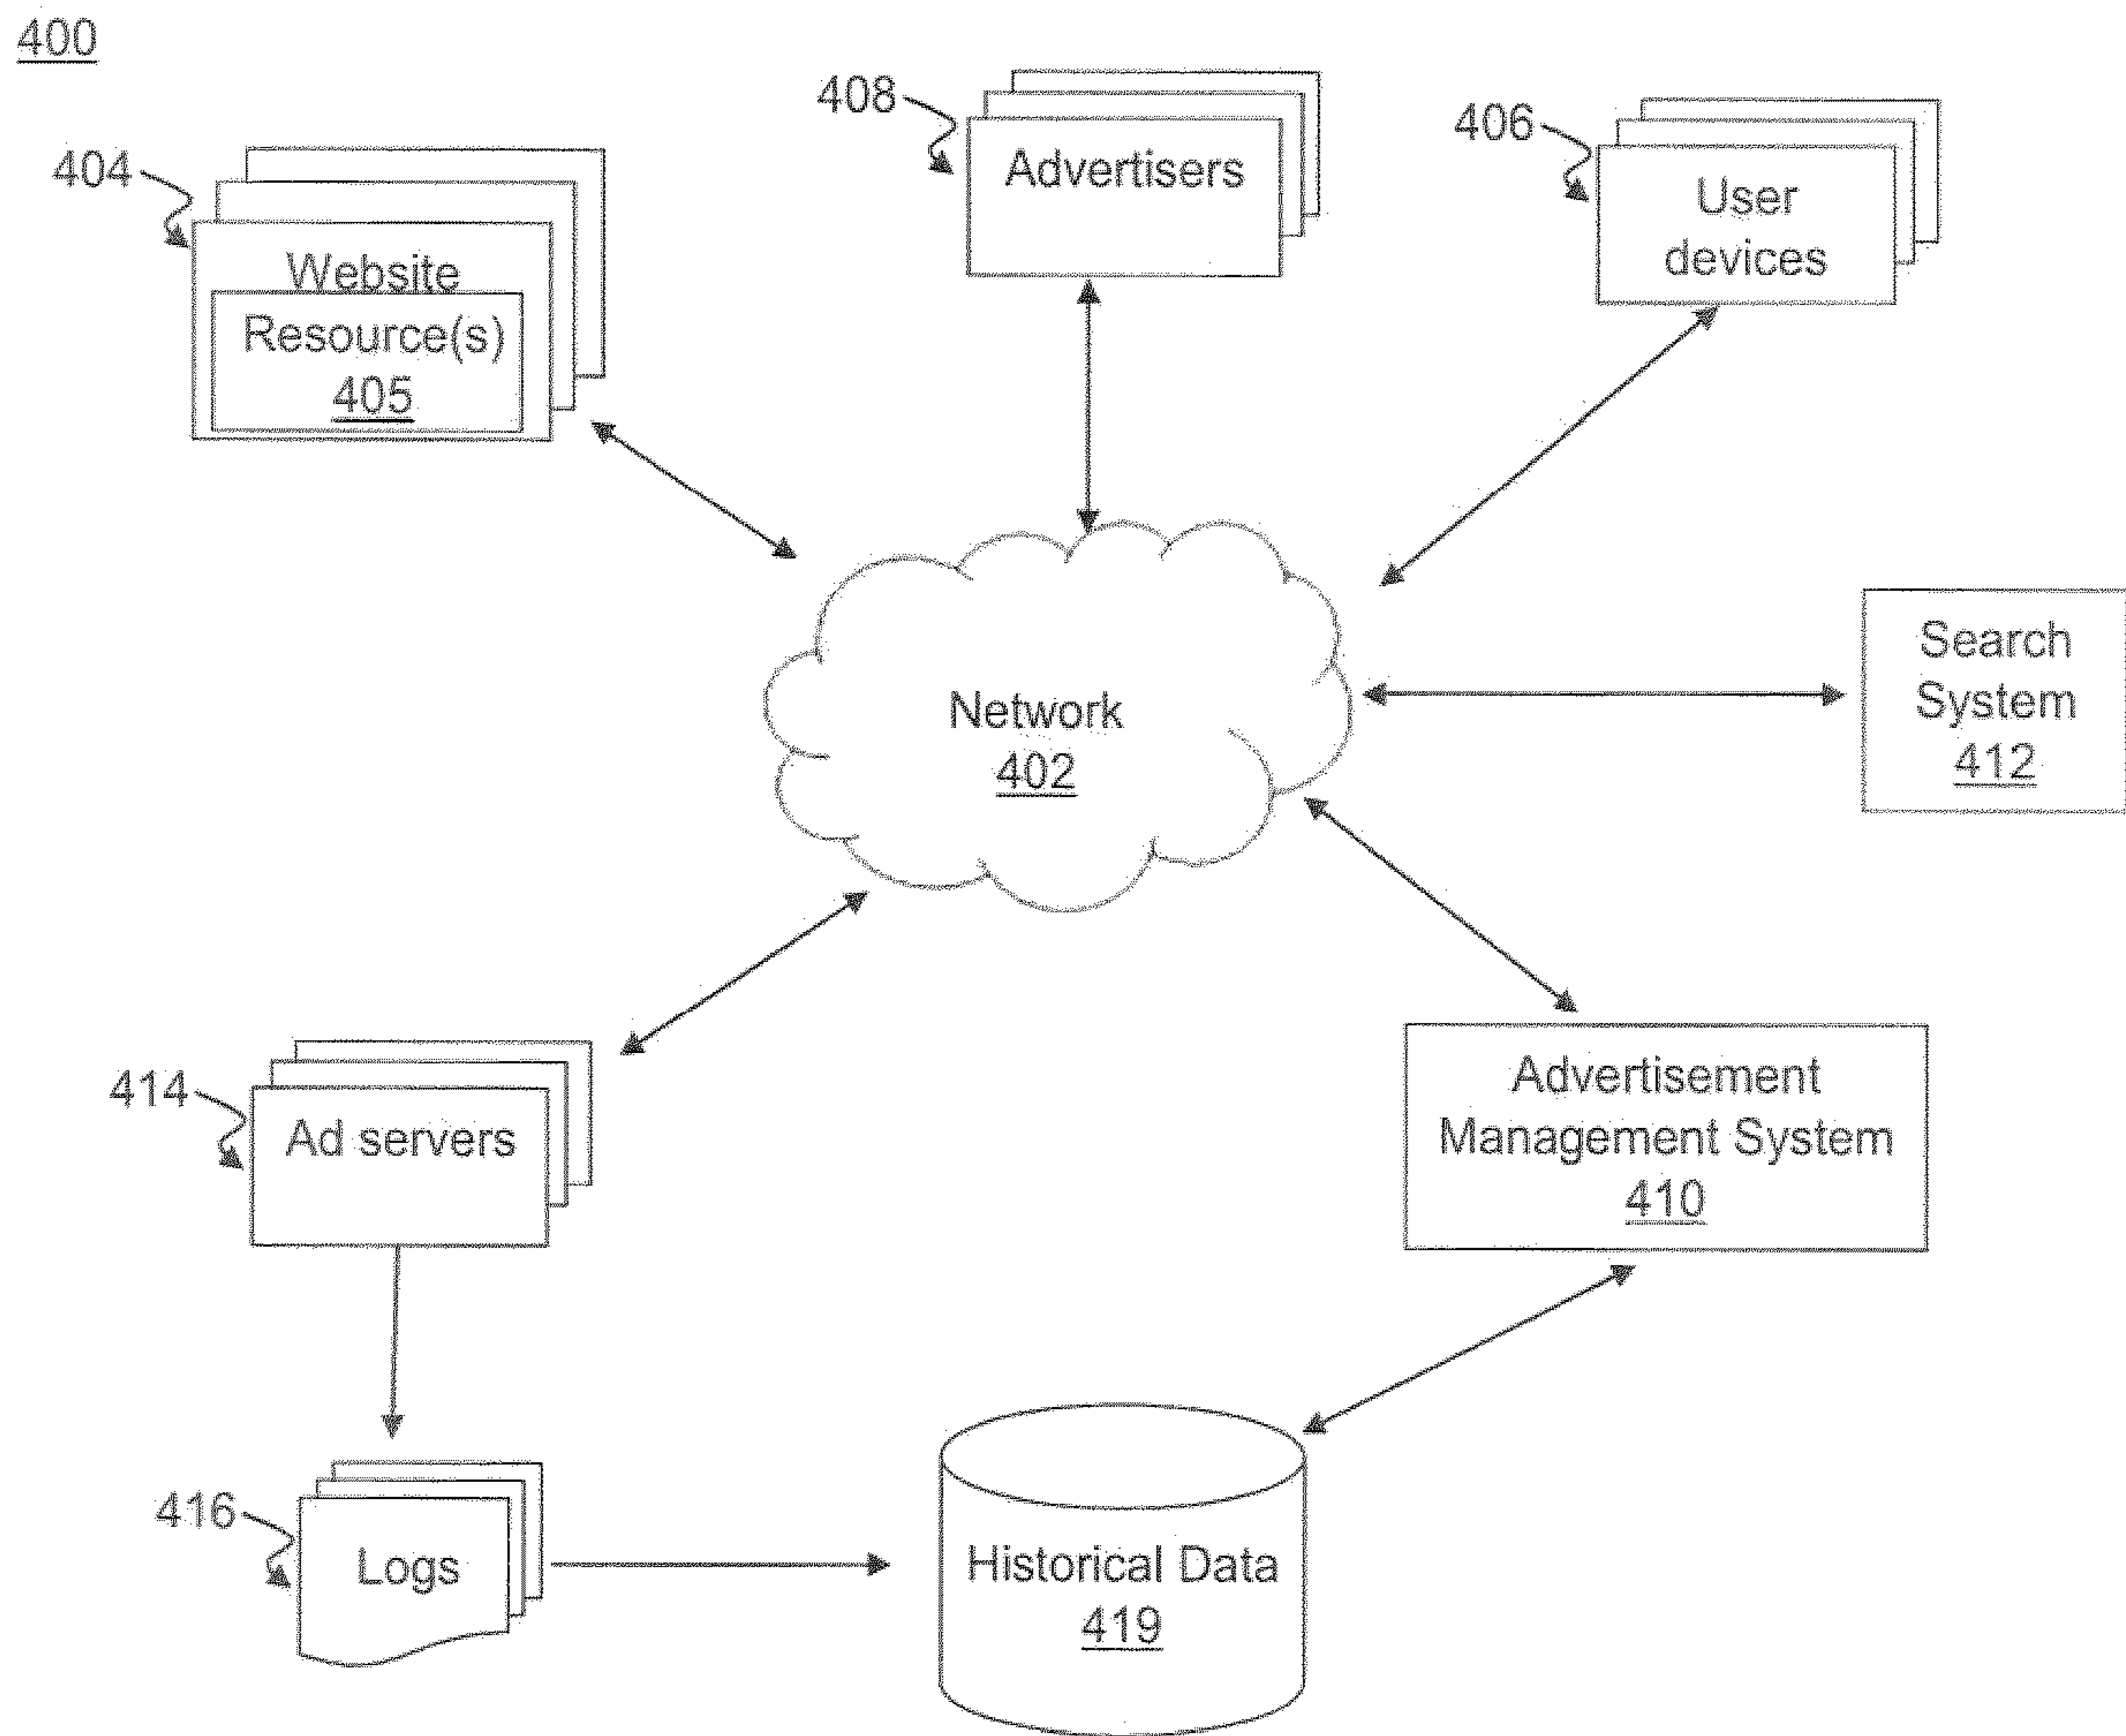 400
408
Advertisers
406
User
devices
404
Website
Resource(s)
405
Network
402
Search
System
412
414
Ad servers
Advertisement
Management System
410
416
Logs
Historical Data
419